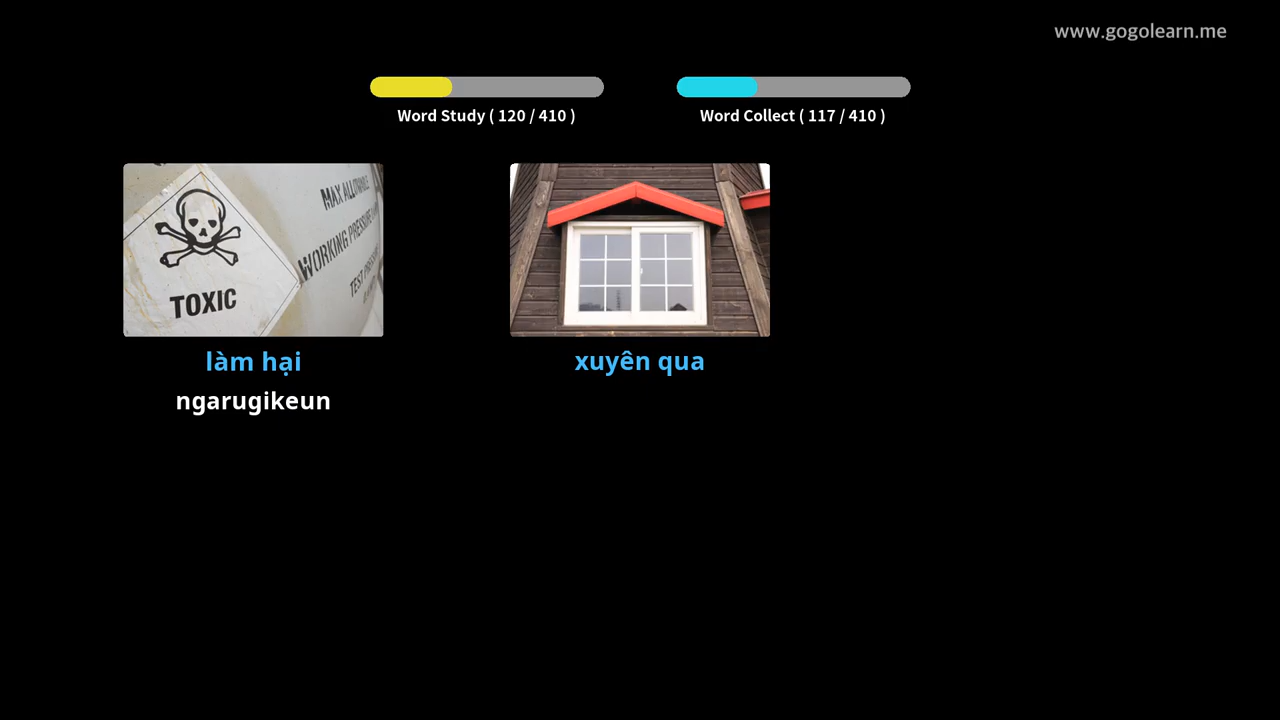 www.gogolearn.me
Word Study ( 120 / 410 )
Word Collect ( 117 / 410 )
TOXIC
MAX ALLOWABLE
WORKING PRESSURE
TEST
làm hại
ngarugikeun
xuyên qua